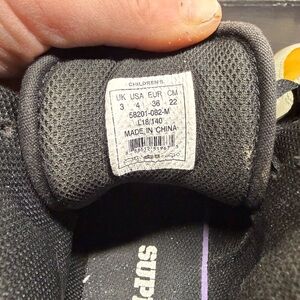 CHILDREN'S
UK USA EUR CM
3 4 36 22
58201-082-M
L18/140
MADE IN CHINA
SUP